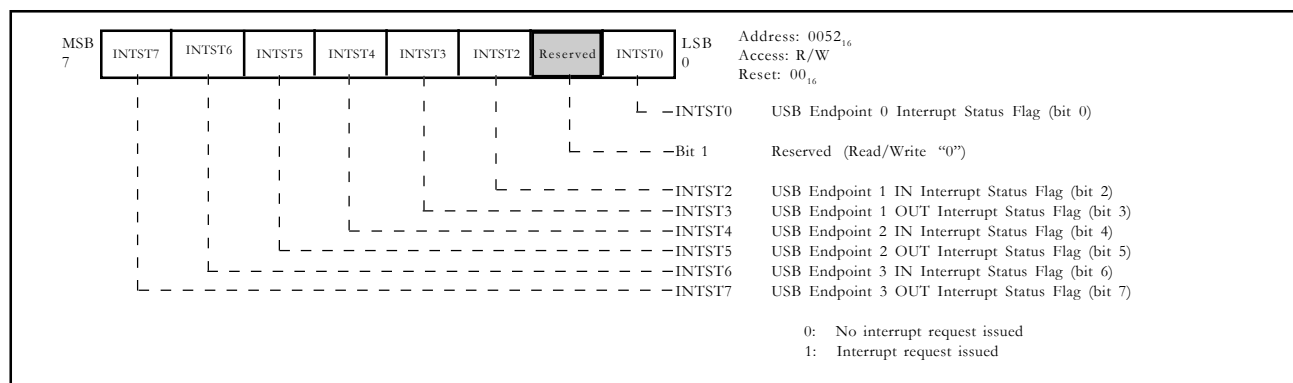 MSB
7
INTST7 INTST6 INTST5 INTST4 INTST3 INTST2 Reserved INTST0
LSB
0
Address: 0052₁₆
Access: R/W
Reset: 00₁₆
INTST0 USB Endpoint 0 Interrupt Status Flag (bit 0)
Bit 1 Reserved (Read/Write “0”)
INTST2 USB Endpoint 1 IN Interrupt Status Flag (bit 2)
INTST3 USB Endpoint 1 OUT Interrupt Status Flag (bit 3)
INTST4 USB Endpoint 2 IN Interrupt Status Flag (bit 4)
INTST5 USB Endpoint 2 OUT Interrupt Status Flag (bit 5)
INTST6 USB Endpoint 3 IN Interrupt Status Flag (bit 6)
INTST7 USB Endpoint 3 OUT Interrupt Status Flag (bit 7)
0: No interrupt request issued
1: Interrupt request issued